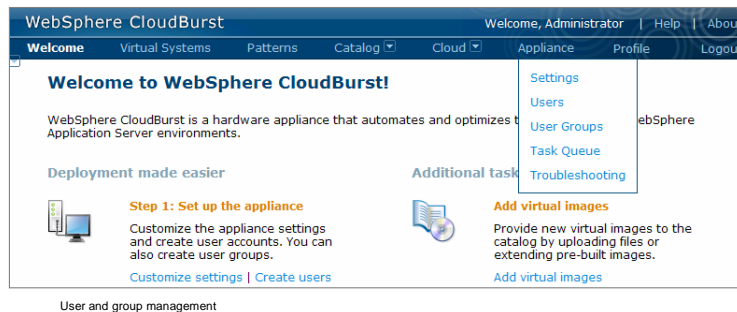 WebSphere CloudBurst
Welcome, Administrator | Help |
Welcome Virtual Systems Patterns Catalog Cloud Appliance Profile
Settings
Users
User Groups
Task Queue
Troubleshooting
Welcome to WebSphere CloudBurst!
WebSphere CloudBurst is a hardware appliance that automates and optimizes
Application Server environments.
Deployment made easier
Step 1: Set up the appliance
Customize the appliance settings
and create user accounts. You can
also create user groups.
Customize settings | Create users
Additional
Add virtual images
Provide new virtual images to the
catalog by uploading files or
extending pre-built images.
Add virtual images
User and group management